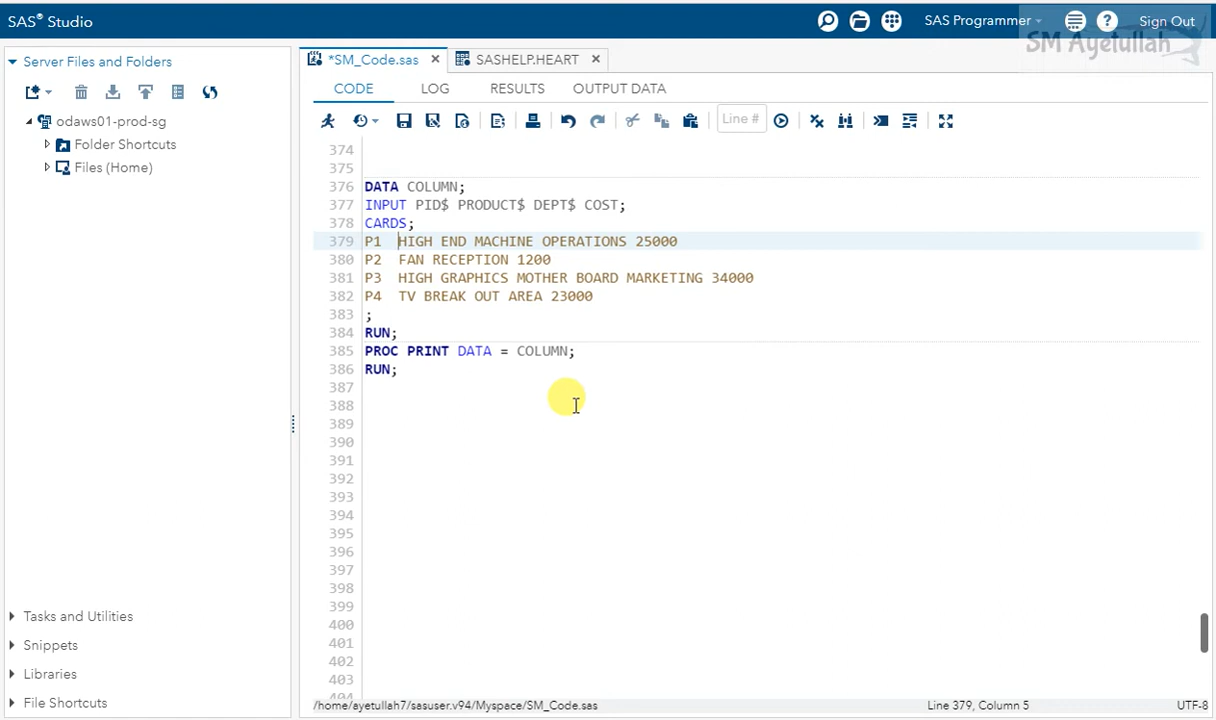 SAS® Studio
SAS Programmer
Sign Out
SM Ayetullah
Server Files and Folders
*SM_Code.sas
SASHELP.HEART
CODE
LOG
RESULTS
OUTPUT DATA
Line #
odaws01-prod-sg
Folder Shortcuts
Files (Home)
374
375
376 DATA COLUMN;
377 INPUT PID$ PRODUCT$ DEPT$ COST;
378 CARDS;
379 P1  HIGH END MACHINE OPERATIONS 25000
380 P2  FAN RECEPTION 1200
381 P3  HIGH GRAPHICS MOTHER BOARD MARKETING 34000
382 P4  TV BREAK OUT AREA 23000
383 ;
384 RUN;
385 PROC PRINT DATA = COLUMN;
386 RUN;
387
388
389
390
391
392
393
394
395
396
397
398
399
400
401
402
403
404
Tasks and Utilities
Snippets
Libraries
File Shortcuts
/home/ayetullah7/sasuser.v94/Myspace/SM_Code.sas
Line 379, Column 5
UTF-8